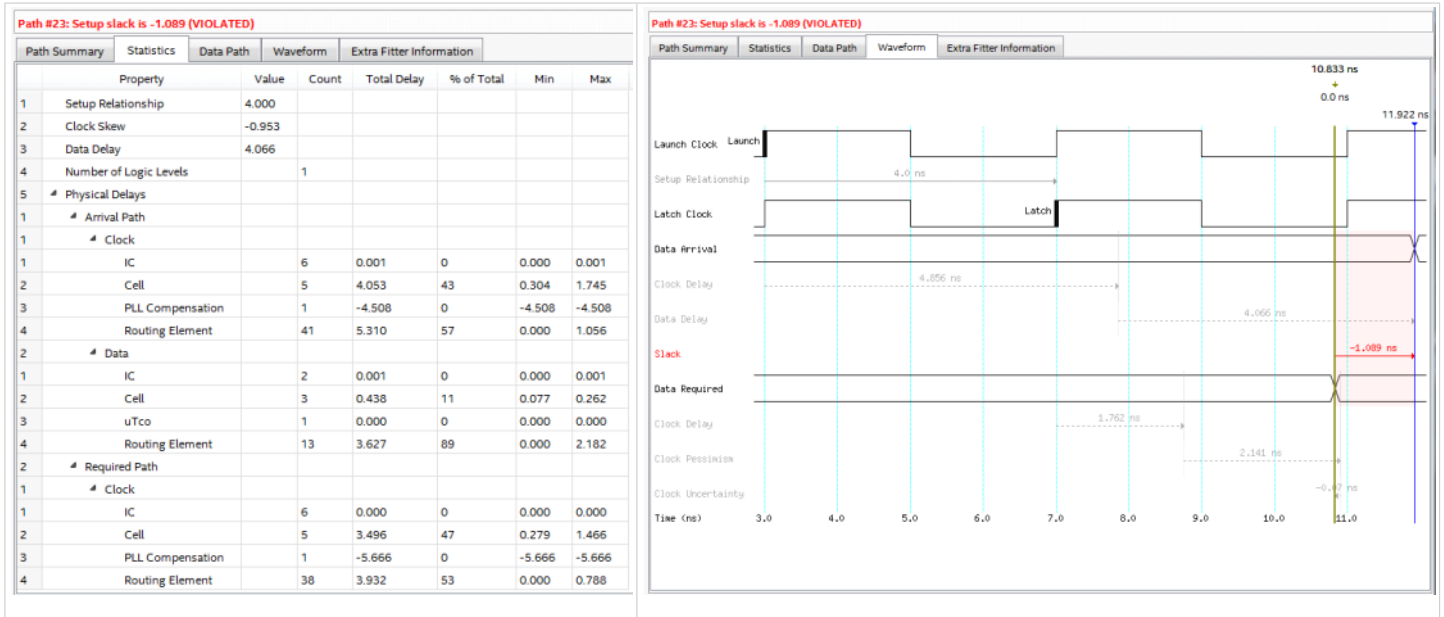 Path #23: Setup slack is -1.089 (VIOLATED)
Path Summary Statistics Data Path Waveform Extra Fitter Information
Property Value Count Total Delay % of Total Min Max
1 Setup Relationship 4.000
2 Clock Skew -0.953
3 Data Delay 4.066
4 Number of Logic Levels 1
5 Physical Delays
1 Arrival Path
1 Clock
1 IC 6 0.001 0 0.000 0.001
2 Cell 5 4.053 43 0.304 1.745
3 PLL Compensation 1 -4.508 0 -4.508 -4.508
4 Routing Element 41 5.310 57 0.000 1.056
2 Data
1 IC 2 0.001 0 0.000 0.001
2 Cell 3 0.438 11 0.077 0.262
3 uTco 1 0.000 0 0.000 0.000
4 Routing Element 13 3.627 89 0.000 2.182
2 Required Path
1 Clock
1 IC 6 0.000 0 0.000 0.000
2 Cell 5 3.496 47 0.279 1.466
3 PLL Compensation 1 -5.666 0 -5.666 -5.666
4 Routing Element 38 3.932 53 0.000 0.788
Path #23: Setup slack is -1.089 (VIOLATED)
Path Summary Statistics Data Path Waveform Extra Fitter Information
10.833 ns
0.0 ns
11.922 ns
Launch Clock Launch
Setup Relationship 4.0 ns
Latch Clock Latch
Data Arrival
Clock Delay 4.856 ns
Data Delay 4.066 ns
Slack -1.089 ns
Data Required
Clock Delay 1.762 ns
Clock Pessimism 2.141 ns
Clock Uncertainty -0.07 ns
Time (ns) 3.0 4.0 5.0 6.0 7.0 8.0 9.0 10.0 11.0